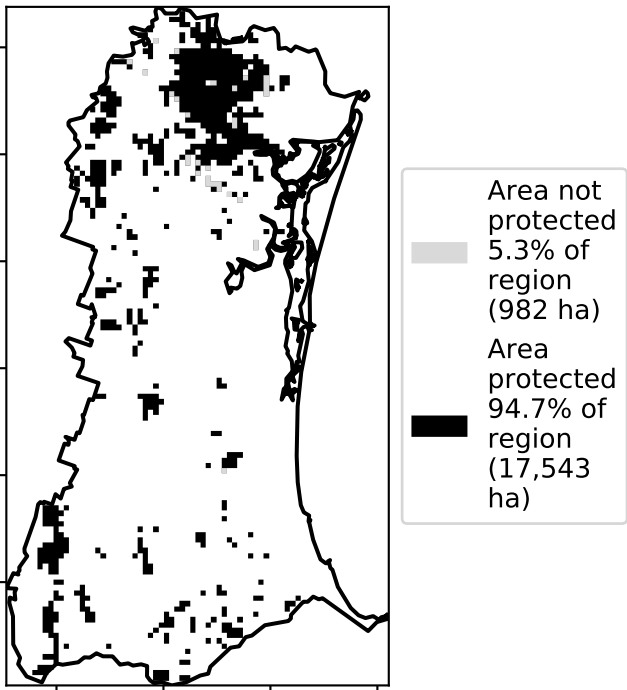 Area not
protected
5.3% of
region
(982 ha)
Area
protected
94.7% of
region
(17,543
ha)